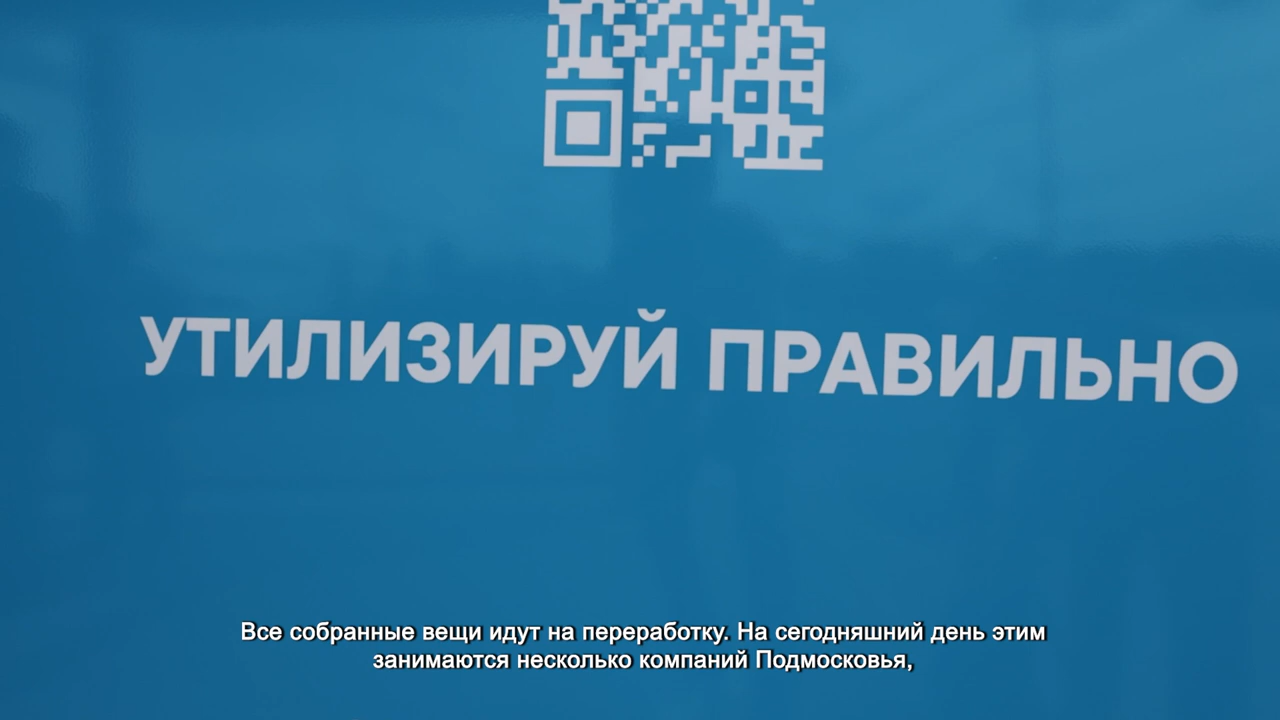 УТИЛИЗИРУЙ ПРАВИЛЬНО
Все собранные вещи идут на переработку. На сегодняшний день этим
занимаются несколько компаний Подмосковья,